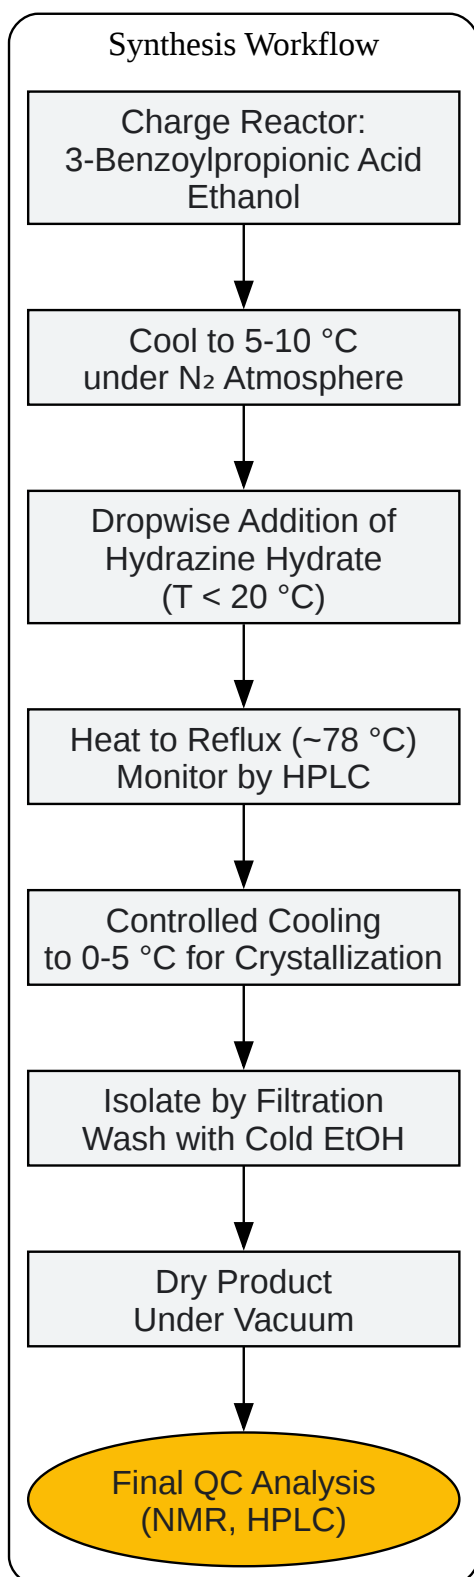 Synthesis Workflow
Charge Reactor:
3-Benzoylpropionic Acid
Ethanol
Cool to 5-10 °C
under N₂ Atmosphere
Dropwise Addition of
Hydrazine Hydrate
(T < 20 °C)
Heat to Reflux (~78 °C)
Monitor by HPLC
Controlled Cooling
to 0-5 °C for Crystallization
Isolate by Filtration
Wash with Cold EtOH
Dry Product
Under Vacuum
Final QC Analysis
(NMR, HPLC)